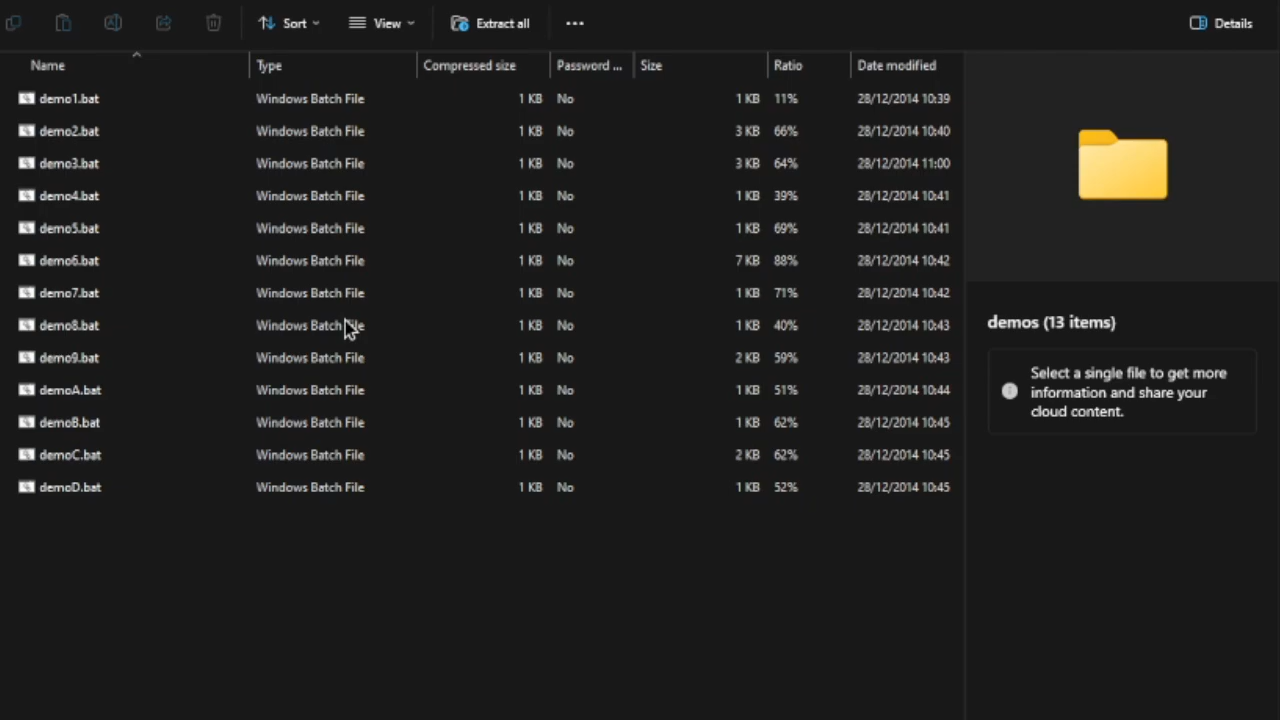 Sort View Extract all ... Details
Name Type Compressed size Password ... Size Ratio Date modified
demo1.bat Windows Batch File 1 KB No 1 KB 11% 28/12/2014 10:39
demo2.bat Windows Batch File 1 KB No 3 KB 66% 28/12/2014 10:40
demo3.bat Windows Batch File 1 KB No 3 KB 64% 28/12/2014 11:00
demo4.bat Windows Batch File 1 KB No 1 KB 39% 28/12/2014 10:41
demo5.bat Windows Batch File 1 KB No 1 KB 69% 28/12/2014 10:41
demo6.bat Windows Batch File 1 KB No 7 KB 88% 28/12/2014 10:42
demo7.bat Windows Batch File 1 KB No 1 KB 71% 28/12/2014 10:42
demo8.bat Windows Batch File 1 KB No 1 KB 40% 28/12/2014 10:43
demo9.bat Windows Batch File 1 KB No 2 KB 59% 28/12/2014 10:43
demoA.bat Windows Batch File 1 KB No 1 KB 51% 28/12/2014 10:44
demoB.bat Windows Batch File 1 KB No 1 KB 62% 28/12/2014 10:45
demoC.bat Windows Batch File 1 KB No 2 KB 62% 28/12/2014 10:45
demoD.bat Windows Batch File 1 KB No 1 KB 52% 28/12/2014 10:45
demos (13 items)
Select a single file to get more
information and share your
cloud content.